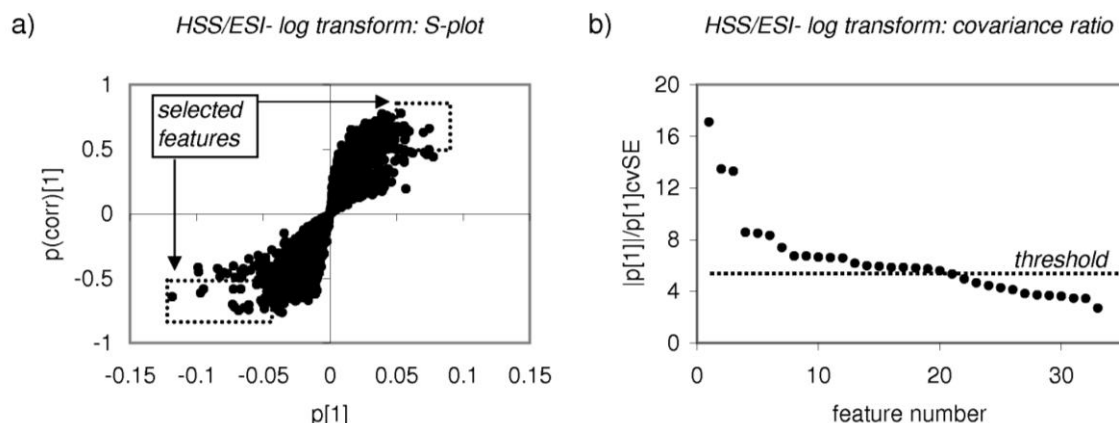 a)
HSS/ESI- log transform: S-plot
selected
features
p(corr)[1]
1
0.5
0
-0.5
-1
-0.15
-0.1
-0.05
0
0.05
0.1
0.15
p[1]
b)
HSS/ESI- log transform: covariance ratio
|p[1]|/p[1]cvSE
20
16
12
8
4
0
threshold
0
10
20
30
feature number